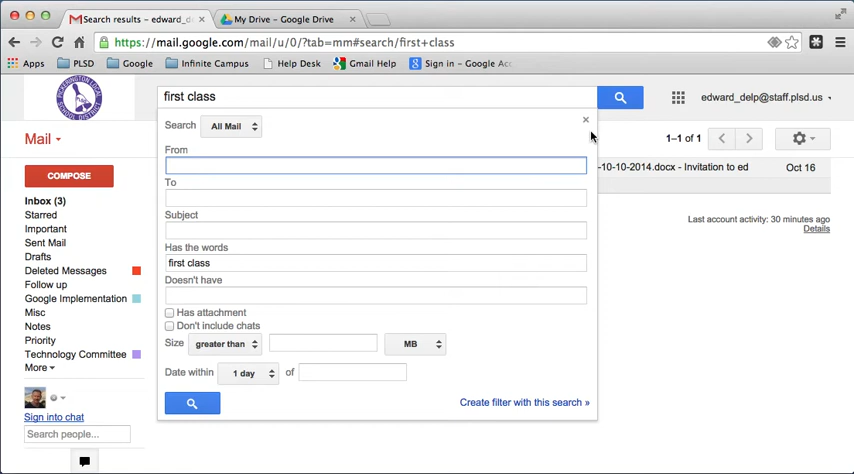 Search results – edward_de
My Drive – Google Drive
https://mail.google.com/mail/u/0/?tab=mm#search/first+class
Apps PLSD Google Infinite Campus Help Desk Gmail Help Sign in – Google Acc
PICKERINGTON LOCAL SCHOOL DISTRICT
first class
edward_delp@staff.plsd.us
Mail
Search All Mail
1–1 of 1
From
-10-10-2014.docx - Invitation to ed Oct 16
COMPOSE
To
Inbox (3)
Starred
Subject
Last account activity: 30 minutes ago
Important
Details
Sent Mail
Has the words
Drafts
first class
Deleted Messages
Doesn't have
Follow up
Google Implementation
Misc
Has attachment
Notes
Don't include chats
Priority
Size greater than MB
Technology Committee
More
Date within 1 day of
Create filter with this search »
Sign into chat
Search people...